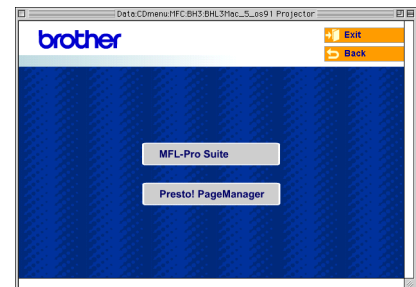 Data:CDmenu:MFC:BH3:BHL3Mac_5_os91 Projector
brother
Exit
Back
MFL-Pro Suite
Presto! PageManager